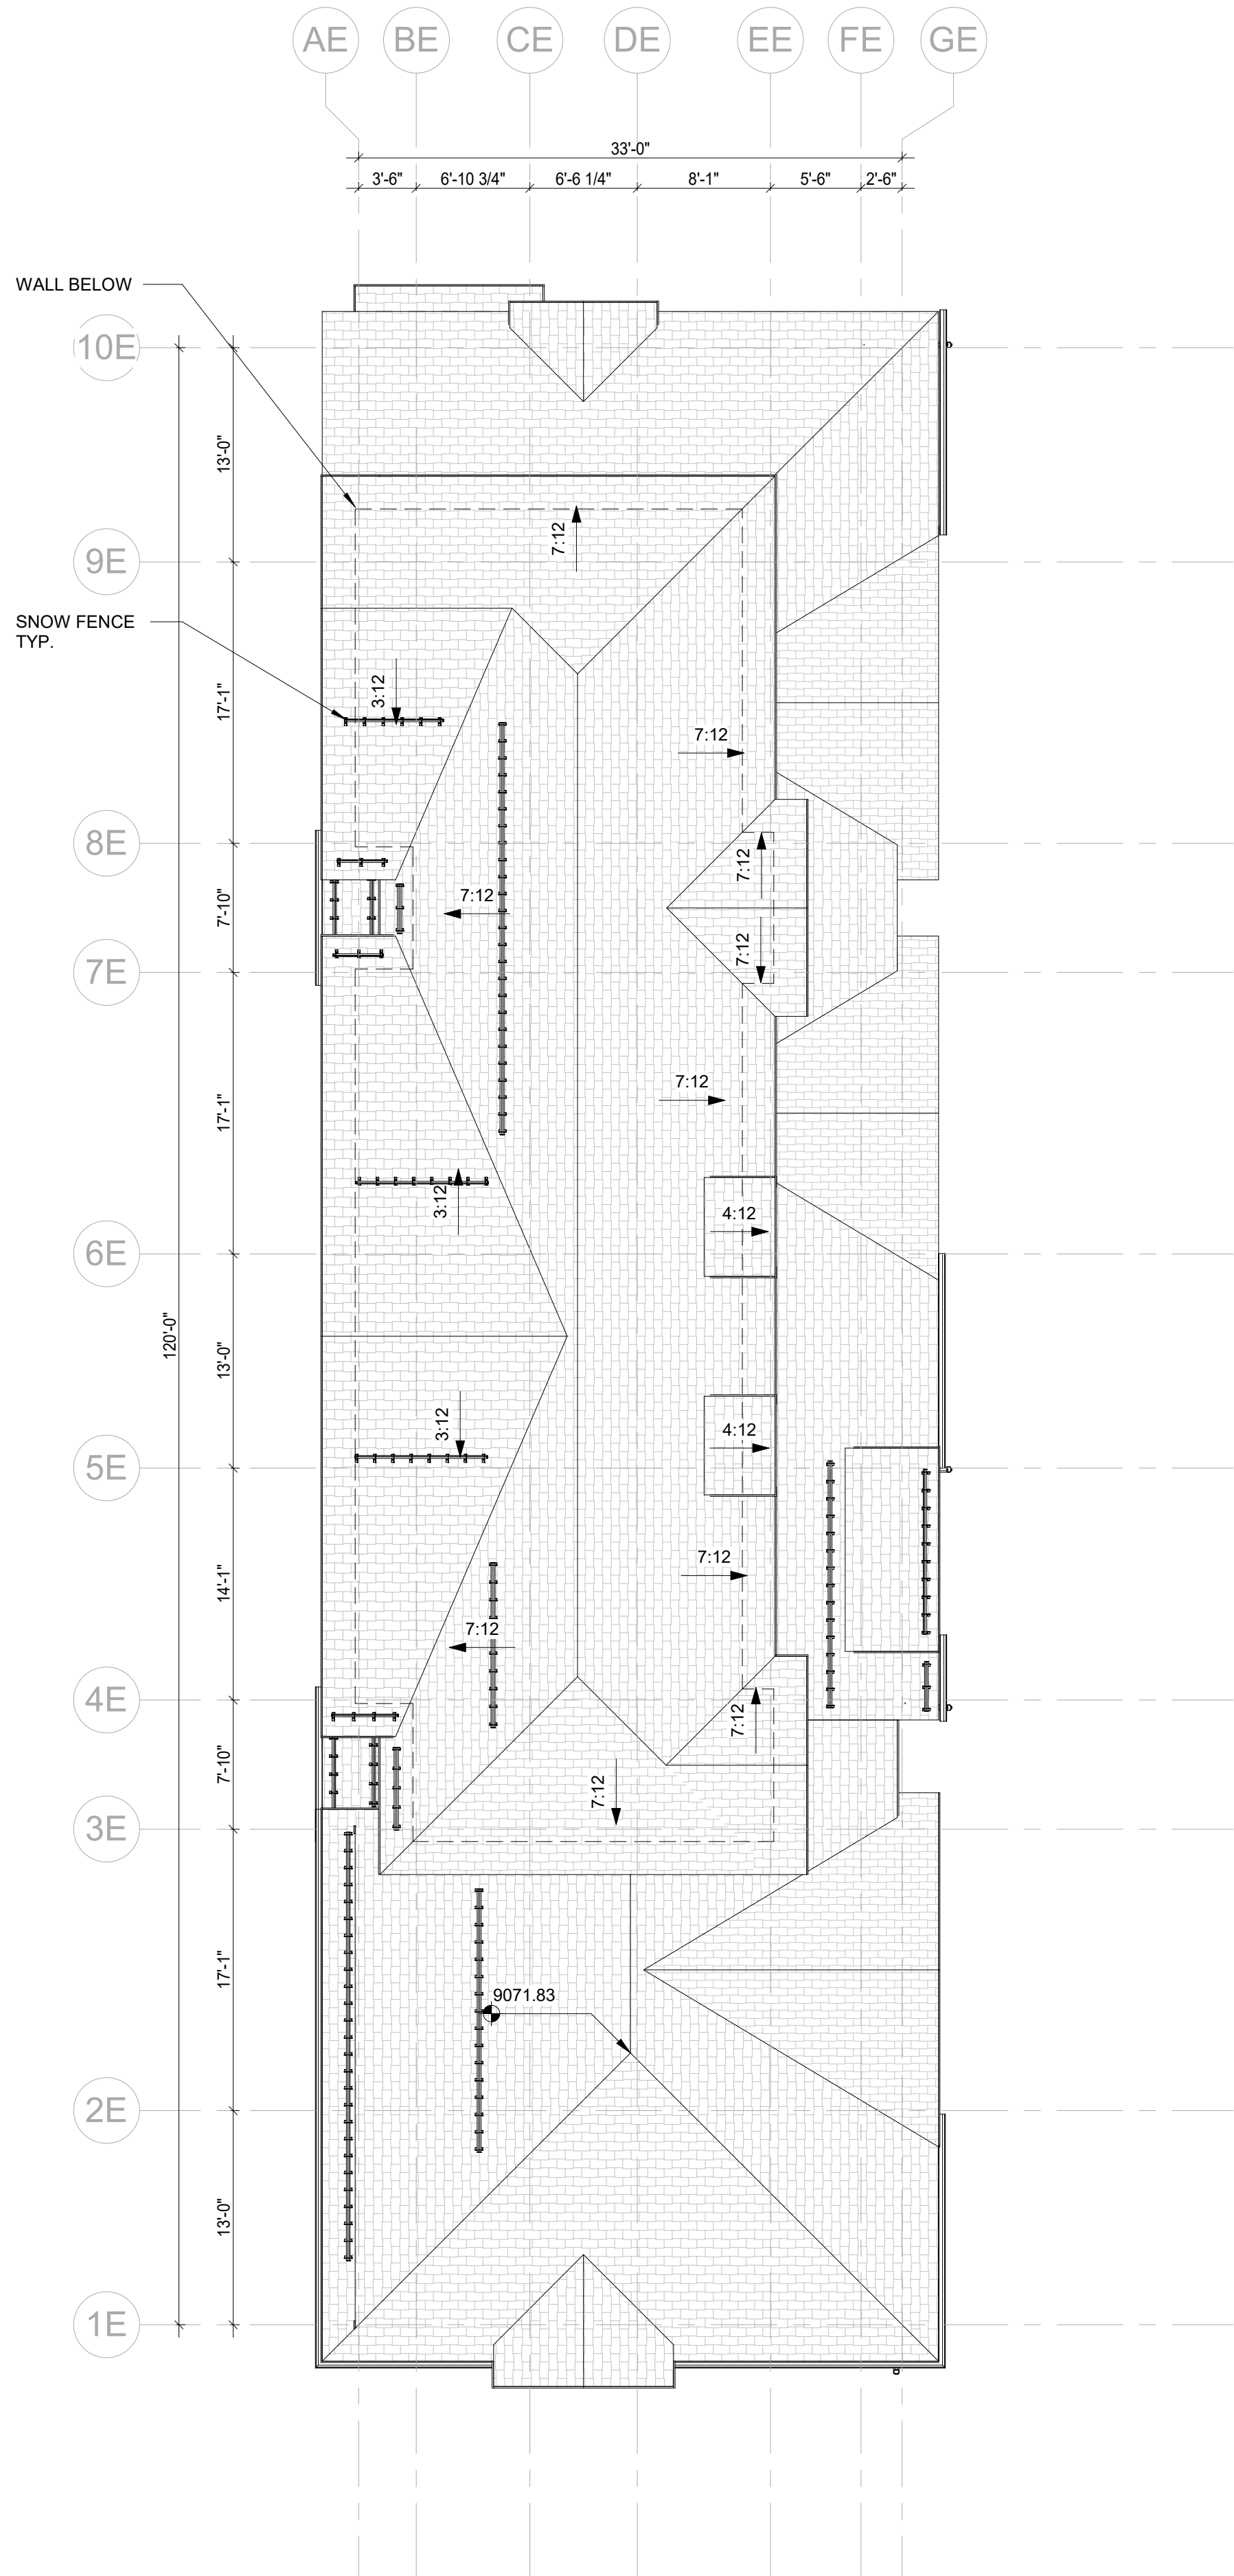 AE BE CE DE EE FE GE
33'-0"
3'-6" 6'-10 3/4" 6'-6 1/4" 8'-1" 5'-6" 2'-6"
WALL BELOW
10E
13'-0"
7:12
9E
SNOW FENCE
TYP.
3:12
17'-1"
7:12
8E
7:12
7:12
7'-10"
7:12
7E
7:12
17'-1"
3:12
4:12
6E
120'-0"
13'-0"
3:12
4:12
5E
7:12
14'-1"
7:12
4E
7:12
7'-10"
7:12
3E
17'-1"
9071.83
2E
13'-0"
1E